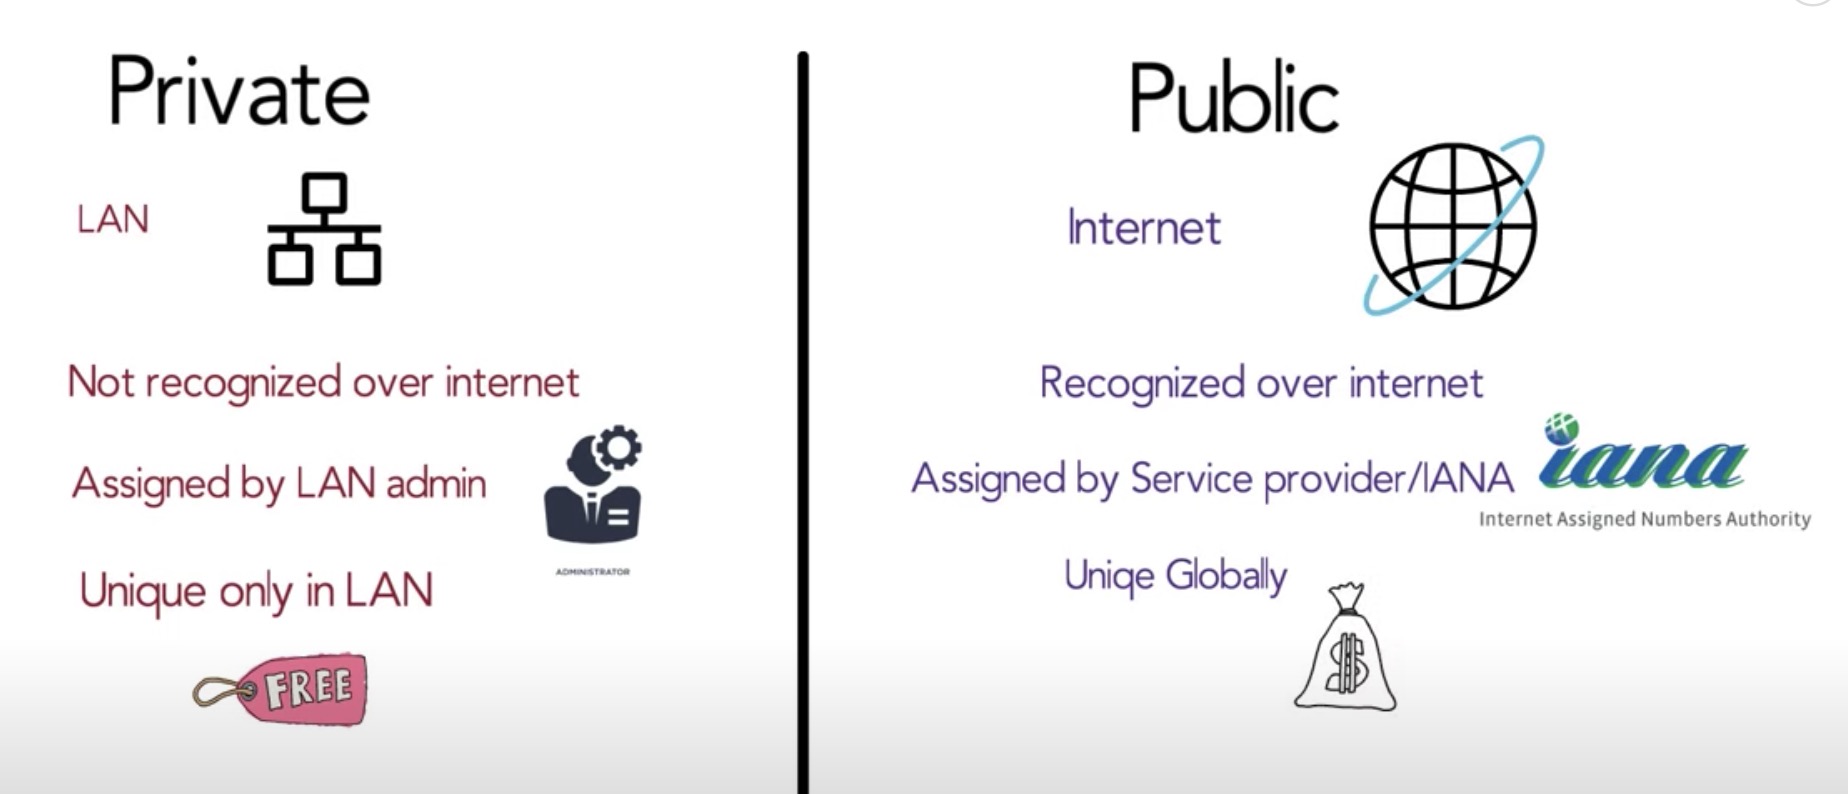 Private
LAN
Not recognized over internet
Assigned by LAN admin
ADMINISTRATOR
Unique only in LAN
FREE
Public
Internet
Recognized over internet
Assigned by Service provider/IANA
iana
Internet Assigned Numbers Authority
Uniqe Globally
$